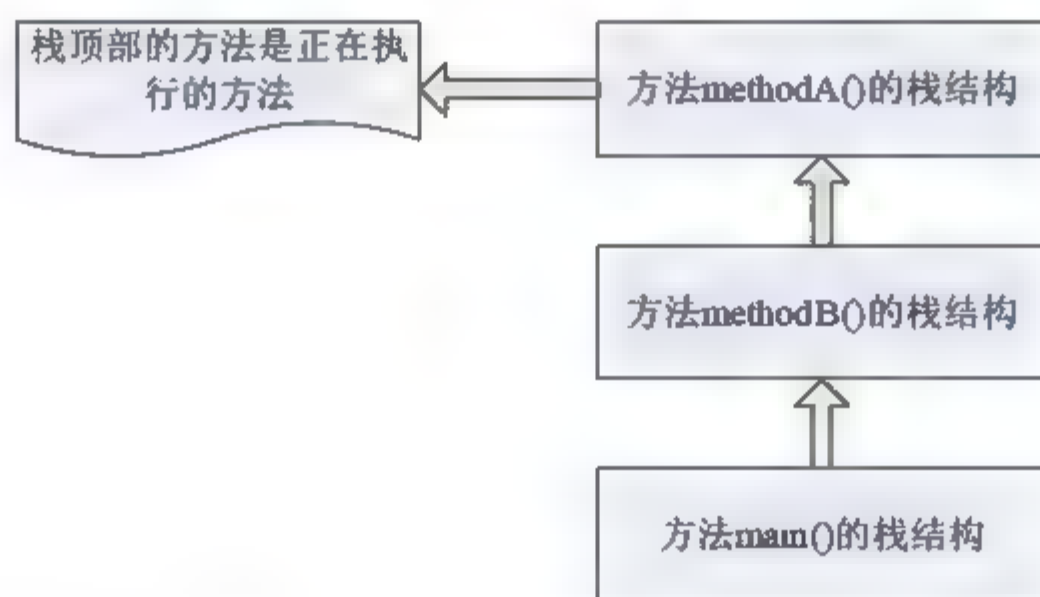 栈顶部的方法是正在执
行的方法
方法methodA()的栈结构
方法methodB()的栈结构
方法main()的栈结构